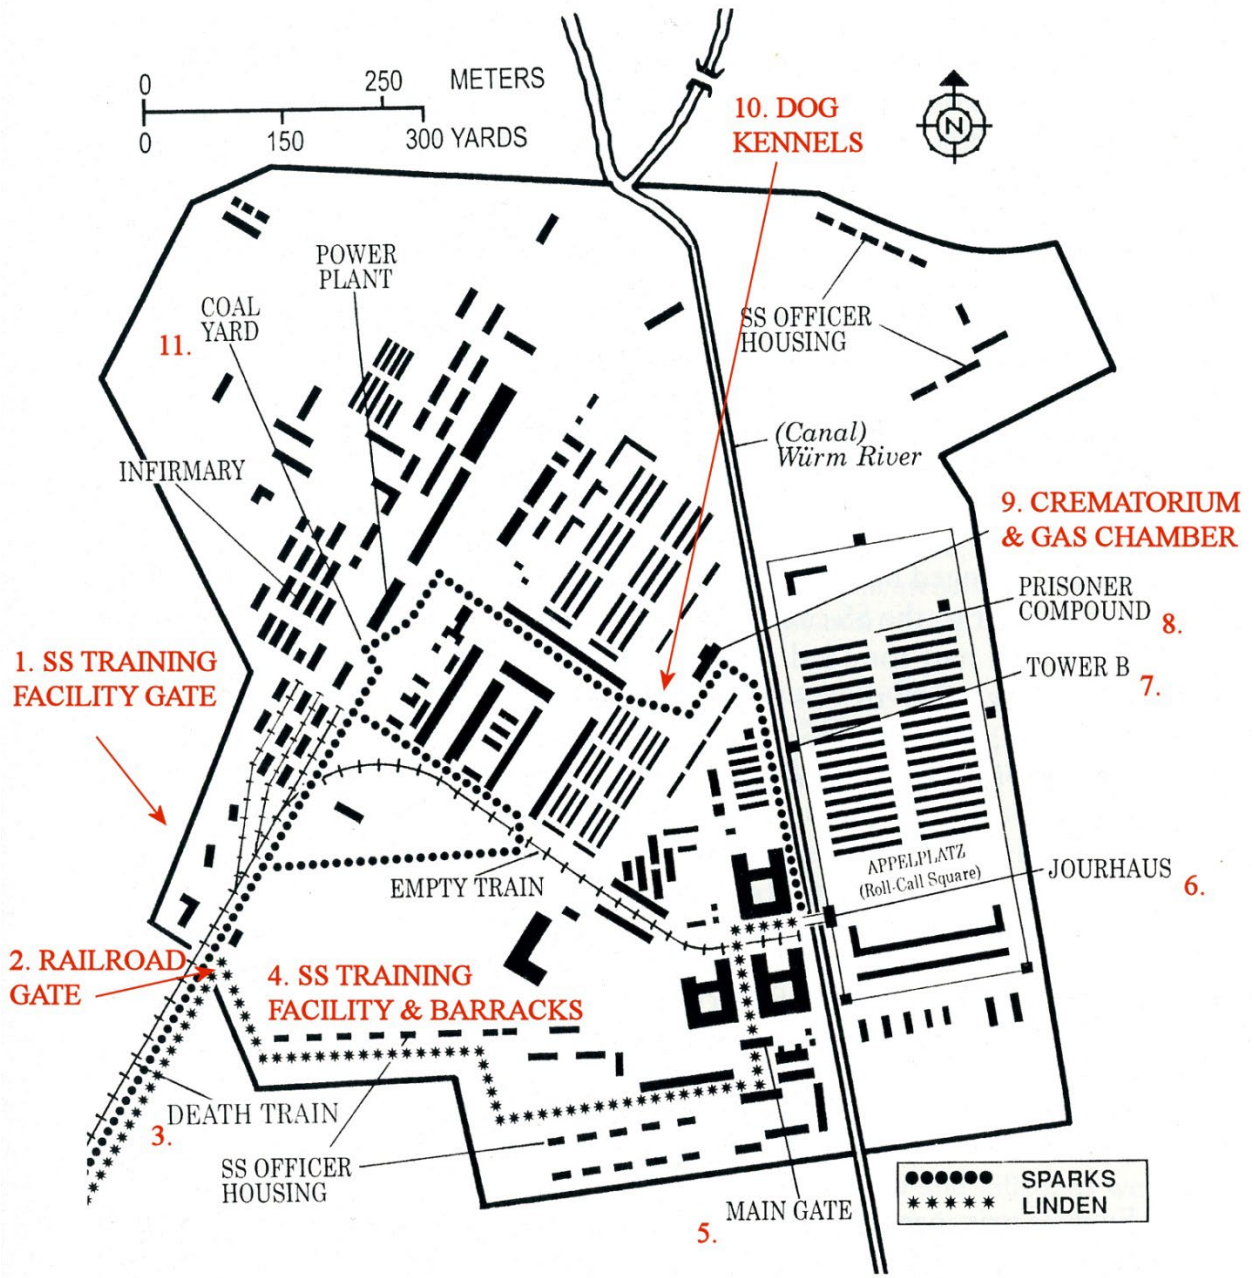 0 250 METERS
0 150 300 YARDS
10. DOG
KENNELS
N
POWER
PLANT
COAL
YARD
11.
SS OFFICER
HOUSING
(Canal)
Würm River
INFIRMARY
9. CREMATORIUM
& GAS CHAMBER
PRISONER
COMPOUND
8.
1. SS TRAINING
FACILITY GATE
TOWER B
7.
APPELPLATZ
(Roll-Call Square)
JOURHAUS
6.
EMPTY TRAIN
2. RAILROAD
GATE
4. SS TRAINING
FACILITY & BARRACKS
DEATH TRAIN
3.
SS OFFICER
HOUSING
MAIN GATE
5.
SPARKS
LINDEN